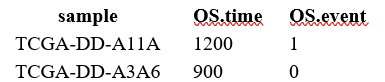 sample OS.time OS.event
TCGA-DD-A11A 1200 1
TCGA-DD-A3A6 900 0